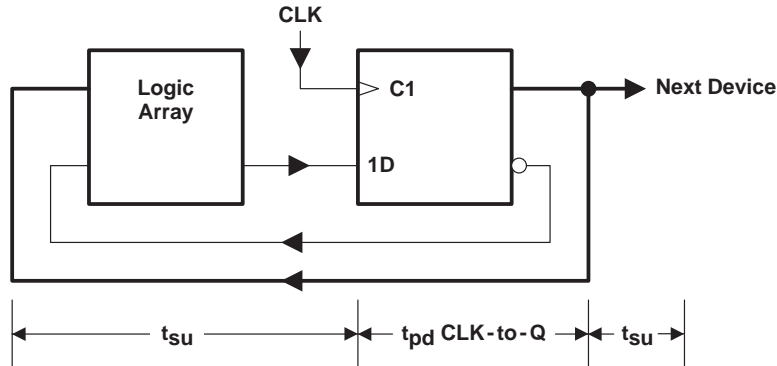 CLK
Logic
Array
C1
1D
Next Device
tsu
tpd CLK-to-Q
tsu